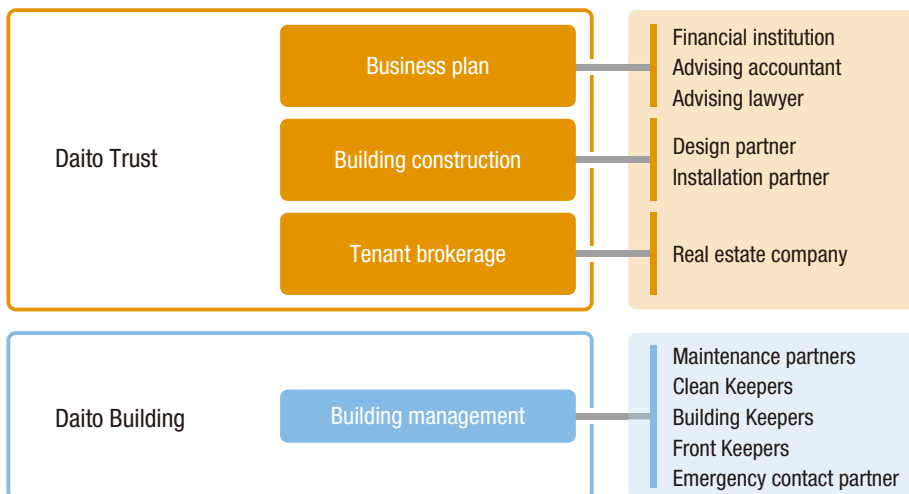 Daito Trust
Business plan
Financial institution
Advising accountant
Advising lawyer
Building construction
Design partner
Installation partner
Tenant brokerage
Real estate company
Daito Building
Building management
Maintenance partners
Clean Keepers
Building Keepers
Front Keepers
Emergency contact partner